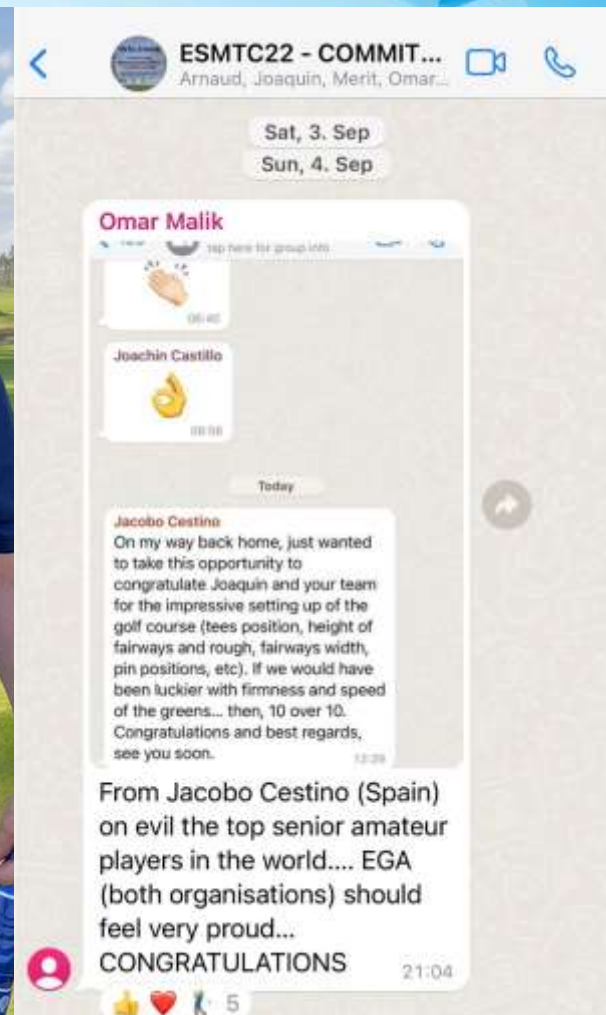 ESMTC22 - COMMIT...
Arnaud, Joaquin, Merit, Omar...
Sat, 3. Sep
Sun, 4. Sep
Omar Malik
tap here for group info
06:40
Joachin Castillo
Today
Jacobo Cestino
On my way back home, just wanted
to take this opportunity to
congratulate Joaquin and your team
for the impressive setting up of the
golf course (tees position, height of
fairways and rough, fairways width,
pin positions, etc). If we would have
been luckier with firmness and speed
of the greens... then, 10 over 10.
Congratulations and best regards,
see you soon.
From Jacobo Cestino (Spain)
on evil the top senior amateur
players in the world.... EGA
(both organisations) should
feel very proud...
CONGRATULATIONS
21:04
5